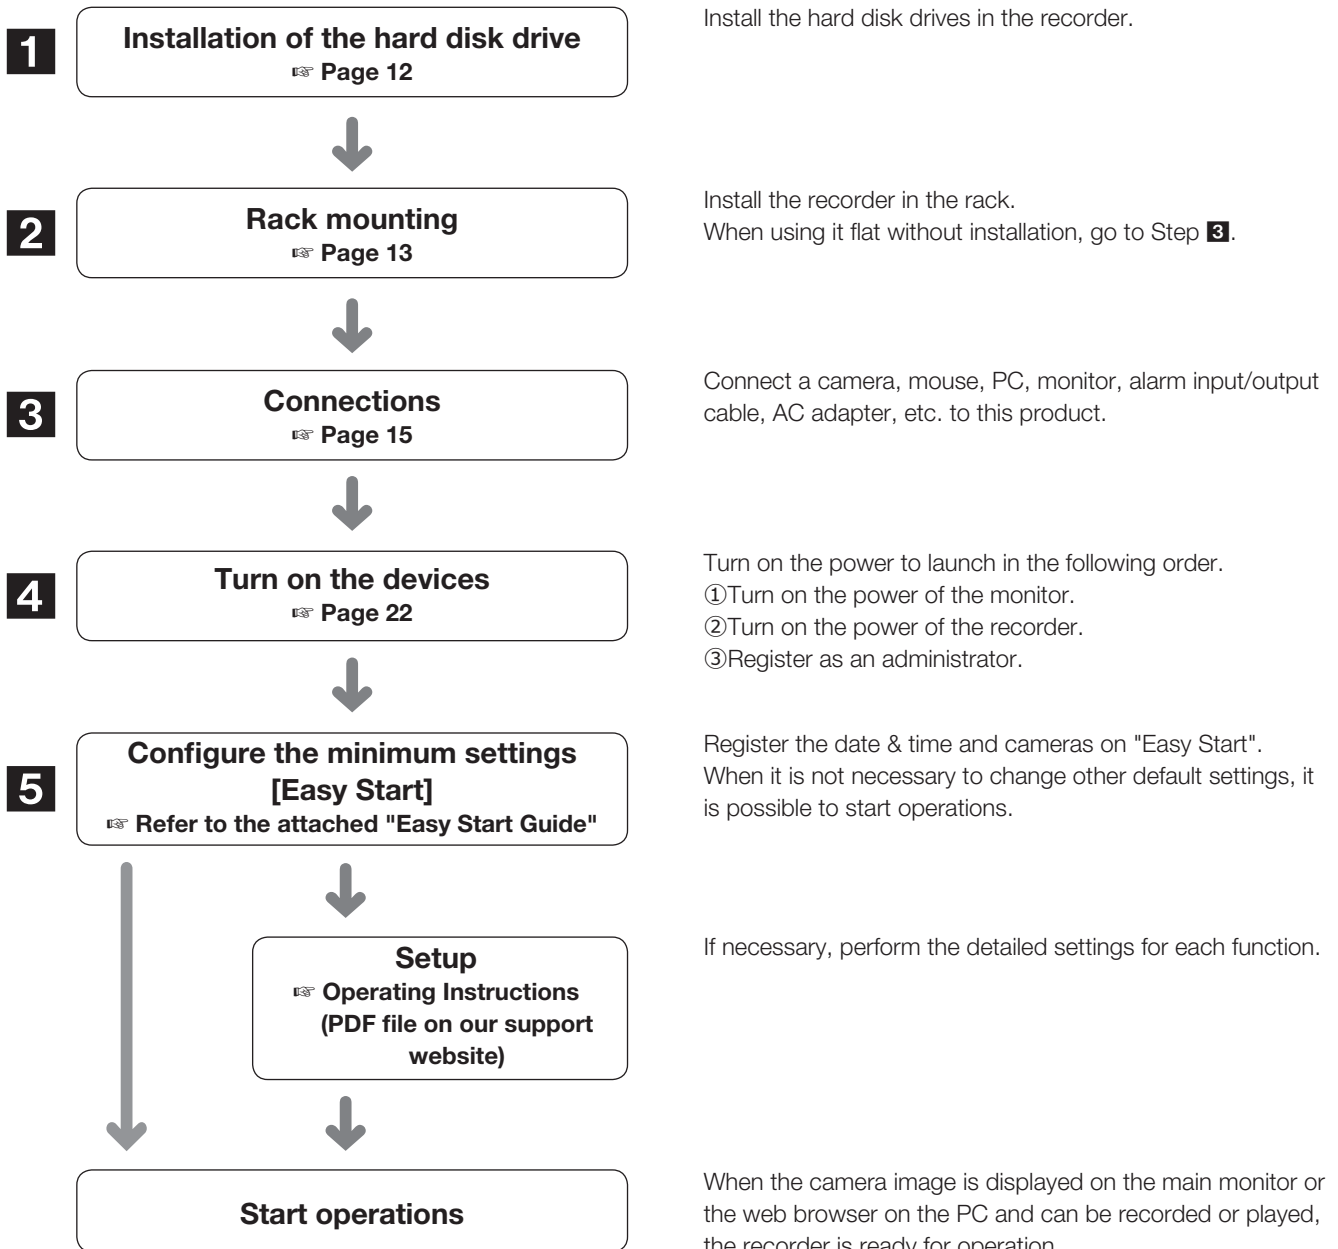 1
Installation of the hard disk drive
☞ Page 12
Install the hard disk drives in the recorder.
2
Rack mounting
☞ Page 13
Install the recorder in the rack.
When using it flat without installation, go to Step 3.
3
Connections
☞ Page 15
Connect a camera, mouse, PC, monitor, alarm input/output
cable, AC adapter, etc. to this product.
4
Turn on the devices
☞ Page 22
Turn on the power to launch in the following order.
①Turn on the power of the monitor.
②Turn on the power of the recorder.
③Register as an administrator.
5
Configure the minimum settings
[Easy Start]
☞ Refer to the attached "Easy Start Guide"
Register the date & time and cameras on "Easy Start".
When it is not necessary to change other default settings, it
is possible to start operations.
Setup
☞ Operating Instructions
(PDF file on our support
website)
If necessary, perform the detailed settings for each function.
Start operations
When the camera image is displayed on the main monitor or
the web browser on the PC and can be recorded or played,
the recorder is ready for operation.